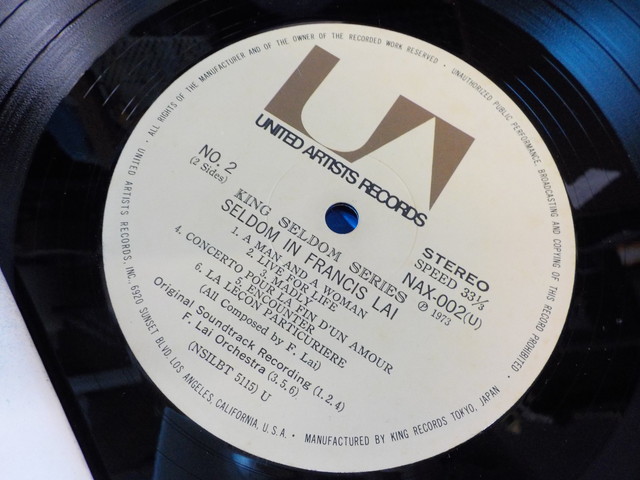 • ALL RIGHTS OF THE MANUFACTURER AND OF THE OWNER OF THE RECORDED WORK RESERVED • UNAUTHORIZED PUBLIC PERFORMANCE, BROADCASTING AND COPYING OF THIS RECORD PROHIBITED •
UA
UNITED ARTISTS RECORDS
NO. 2
(2 Sides)
STEREO
SPEED 33⅓
NAX-002(U)
℗ 1973
KING SELDOM SERIES
SELDOM IN FRANCIS LAI
1. A MAN AND A WOMAN
2. LIVE FOR LIFE
3. MADLY
4. CONCERTO POUR LA FIN D'UN AMOUR
5. ENCOUNTER
6. LA LEÇON PARTICURIERE
(All Composed by F. Lai)
Original Soundtrack Recording (1,2,4)
F. Lai Orchestra (3,5,6)
(NSILBT 5115) U
UNITED ARTISTS RECORDS, INC. 6920 SUNSET BLVD, LOS ANGELES, CALIFORNIA, U.S.A. • MANUFACTURED BY KING RECORDS TOKYO, JAPAN